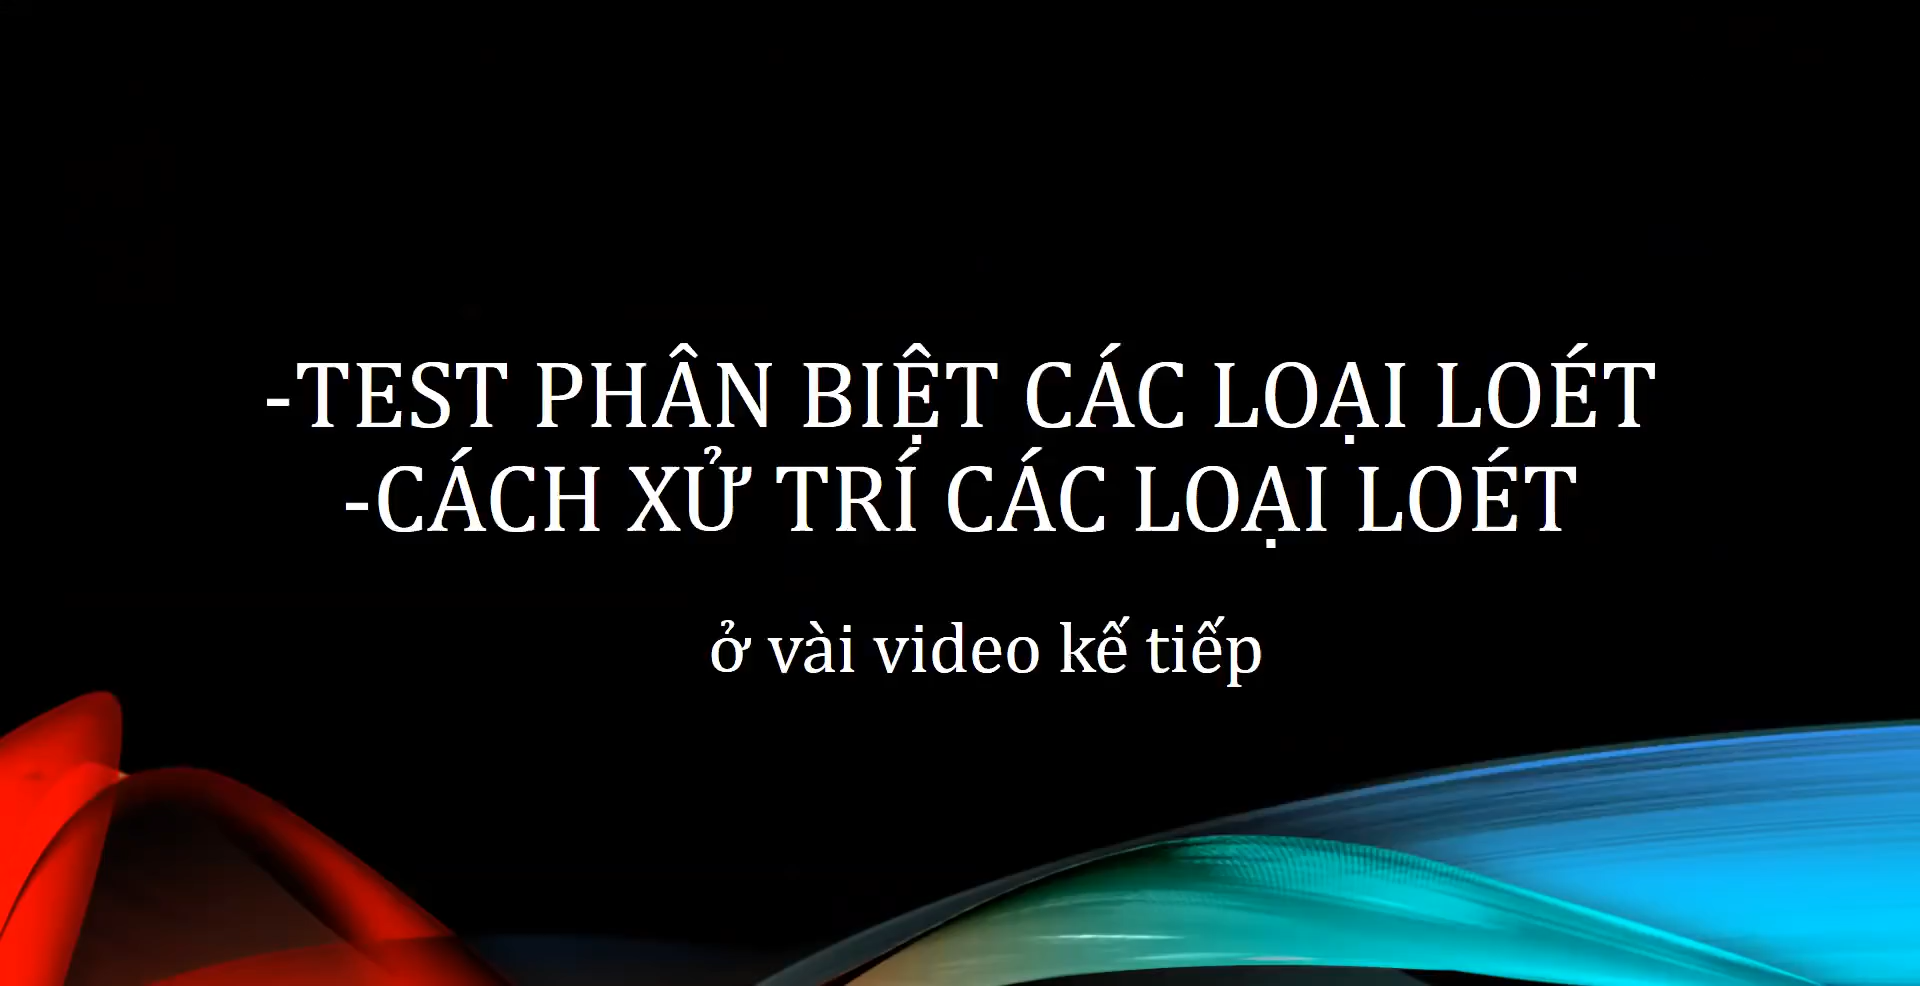 -TEST PHÂN BIỆT CÁC LOẠI LOÉT
-CÁCH XỬ TRÍ CÁC LOẠI LOÉT
ở vài video kế tiếp